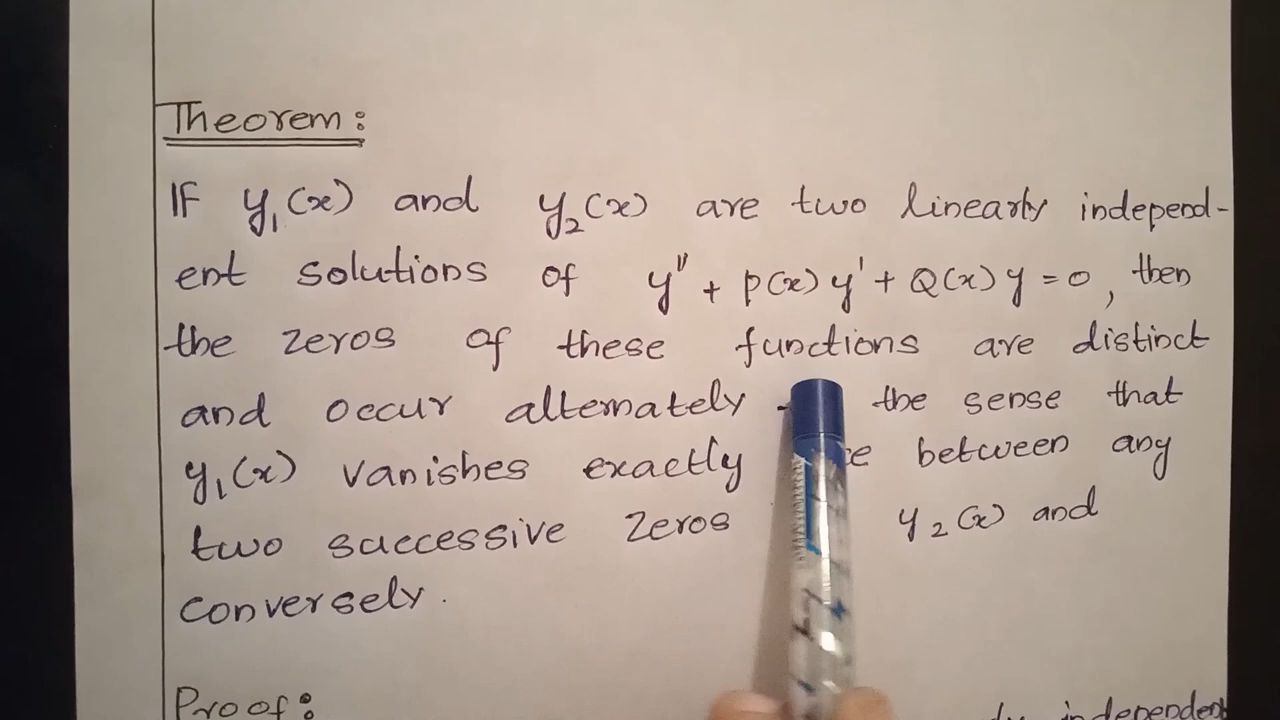 Theorem:
IF y₁(x) and y₂(x) are two linearly independ-
ent solutions of y" + P(x) y' + Q(x) y = 0, then
the zeros of these functions are distinct
and occur alternately the sense that
y₁(x) vanishes exactly between any
two successive zeros y₂(x) and
conversely.
Proof: independent